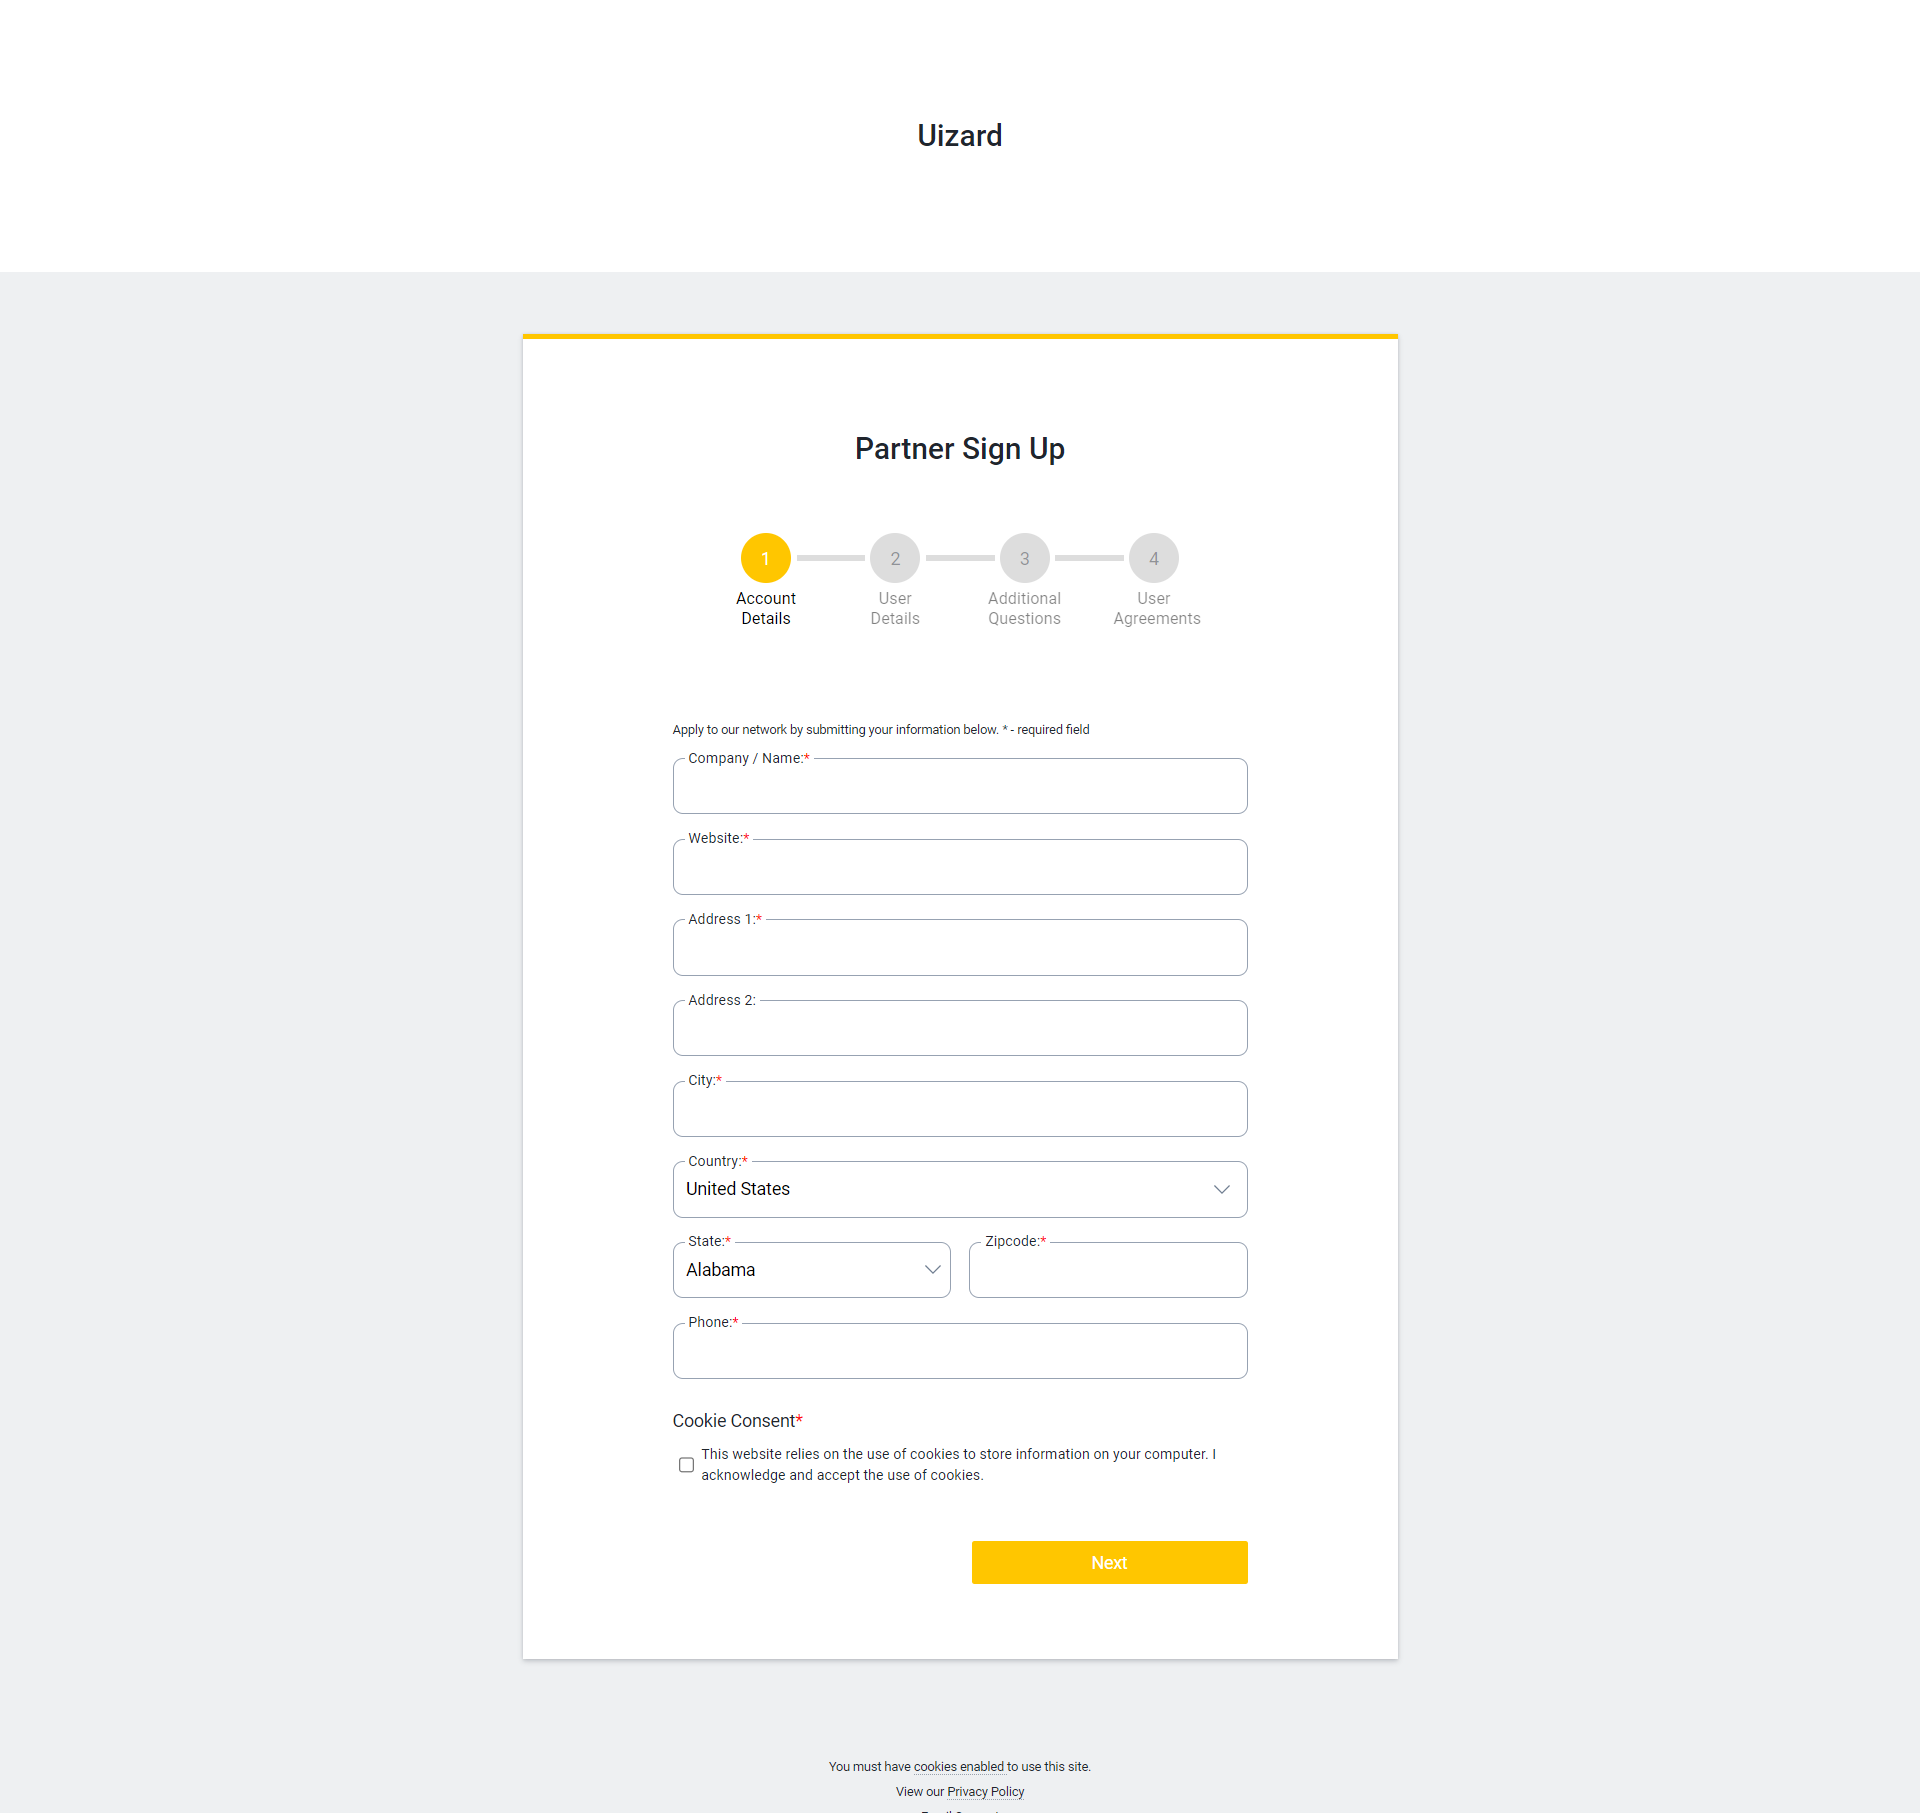 Uizard
Partner Sign Up
1
2
3
4
Account
Details
User
Details
Additional
Questions
User
Agreements
Apply to our network by submitting your information below. * - required field
Company / Name:*
Website:*
Address 1:*
Address 2:
City:*
Country:*
United States
State:*
Alabama
Zipcode:*
Phone:*
Cookie Consent*
This website relies on the use of cookies to store information on your computer. I
acknowledge and accept the use of cookies.
Next
You must have cookies enabled to use this site.
View our Privacy Policy